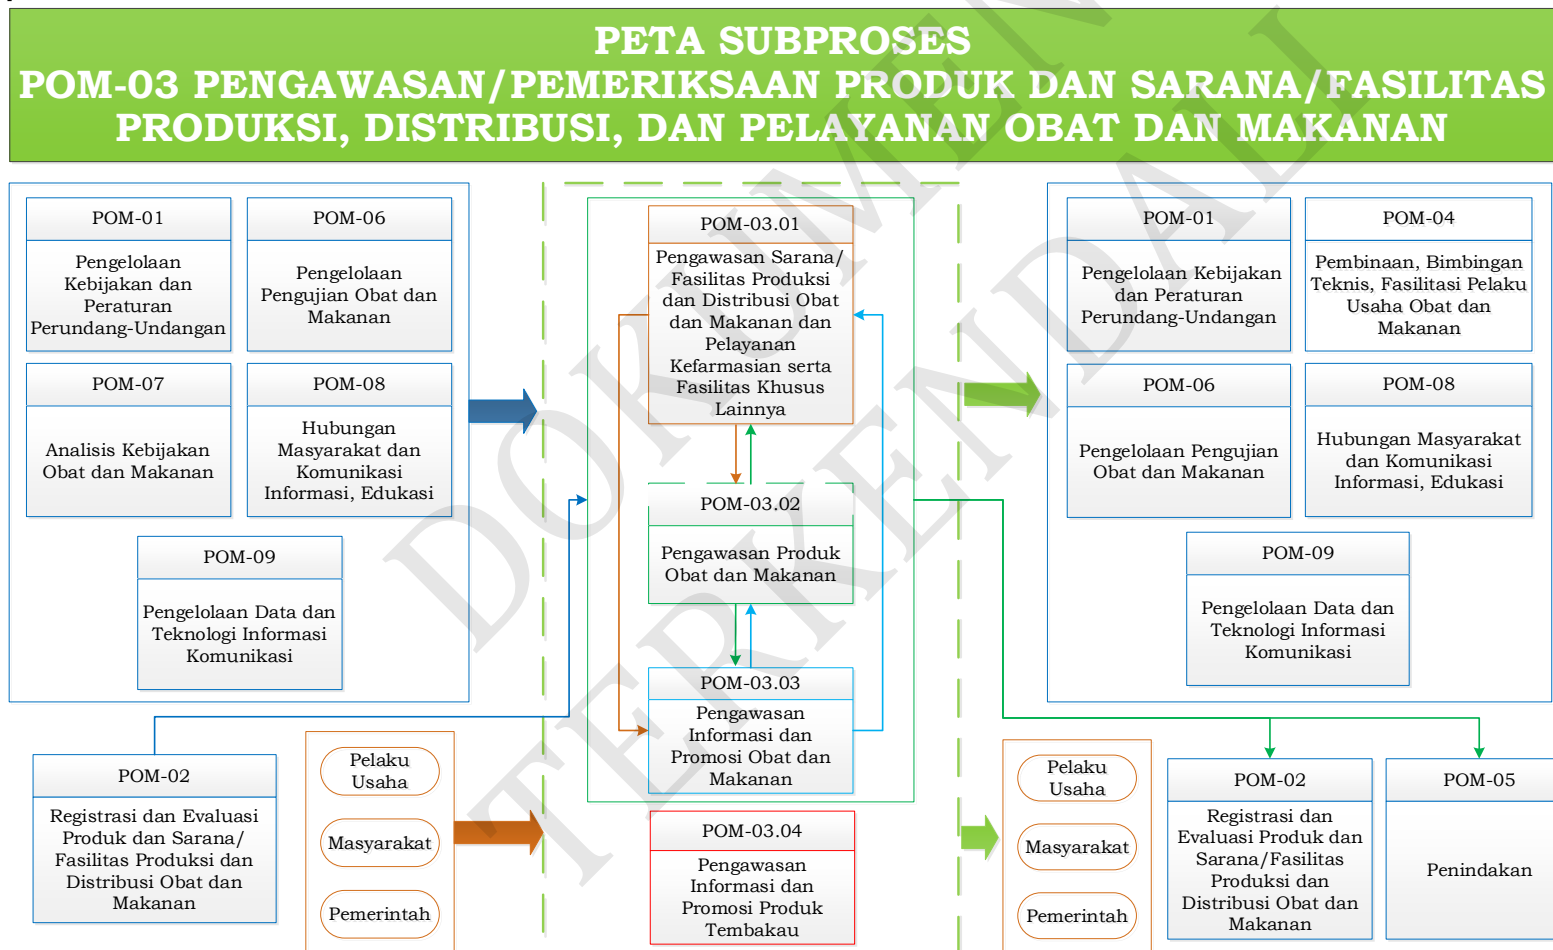 PETA SUBPROSES
POM-03 PENGAWASAN/PEMERIKSAAN PRODUK DAN SARANA/FASILITAS
PRODUKSI, DISTRIBUSI, DAN PELAYANAN OBAT DAN MAKANAN
POM-01
Pengelolaan
Kebijakan dan
Peraturan
Perundang-Undangan
POM-06
Pengelolaan
Pengujian Obat dan
Makanan
POM-07
Analisis Kebijakan
Obat dan Makanan
POM-08
Hubungan
Masyarakat dan
Komunikasi
Informasi, Edukasi
POM-09
Pengelolaan Data dan
Teknologi Informasi
Komunikasi
POM-02
Registrasi dan Evaluasi
Produk dan Sarana/
Fasilitas Produksi dan
Distribusi Obat dan
Makanan
Pelaku
Usaha
Masyarakat
Pemerintah
POM-03.01
Pengawasan Sarana/
Fasilitas Produksi
dan Distribusi Obat
dan Makanan dan
Pelayanan
Kefarmasian serta
Fasilitas Khusus
Lainnya
POM-03.02
Pengawasan Produk
Obat dan Makanan
POM-03.03
Pengawasan
Informasi dan
Promosi Obat dan
Makanan
POM-03.04
Pengawasan
Informasi dan
Promosi Produk
Tembakau
POM-01
Pengelolaan Kebijakan
dan Peraturan
Perundang-Undangan
POM-04
Pembinaan, Bimbingan
Teknis, Fasilitasi Pelaku
Usaha Obat dan
Makanan
POM-06
Pengelolaan Pengujian
Obat dan Makanan
POM-08
Hubungan Masyarakat
dan Komunikasi
Informasi, Edukasi
POM-09
Pengelolaan Data dan
Teknologi Informasi
Komunikasi
Pelaku
Usaha
Masyarakat
Pemerintah
POM-02
Registrasi dan
Evaluasi Produk dan
Sarana/Fasilitas
Produksi dan
Distribusi Obat dan
Makanan
POM-05
Penindakan
DOKUMEN
TERKENDALI